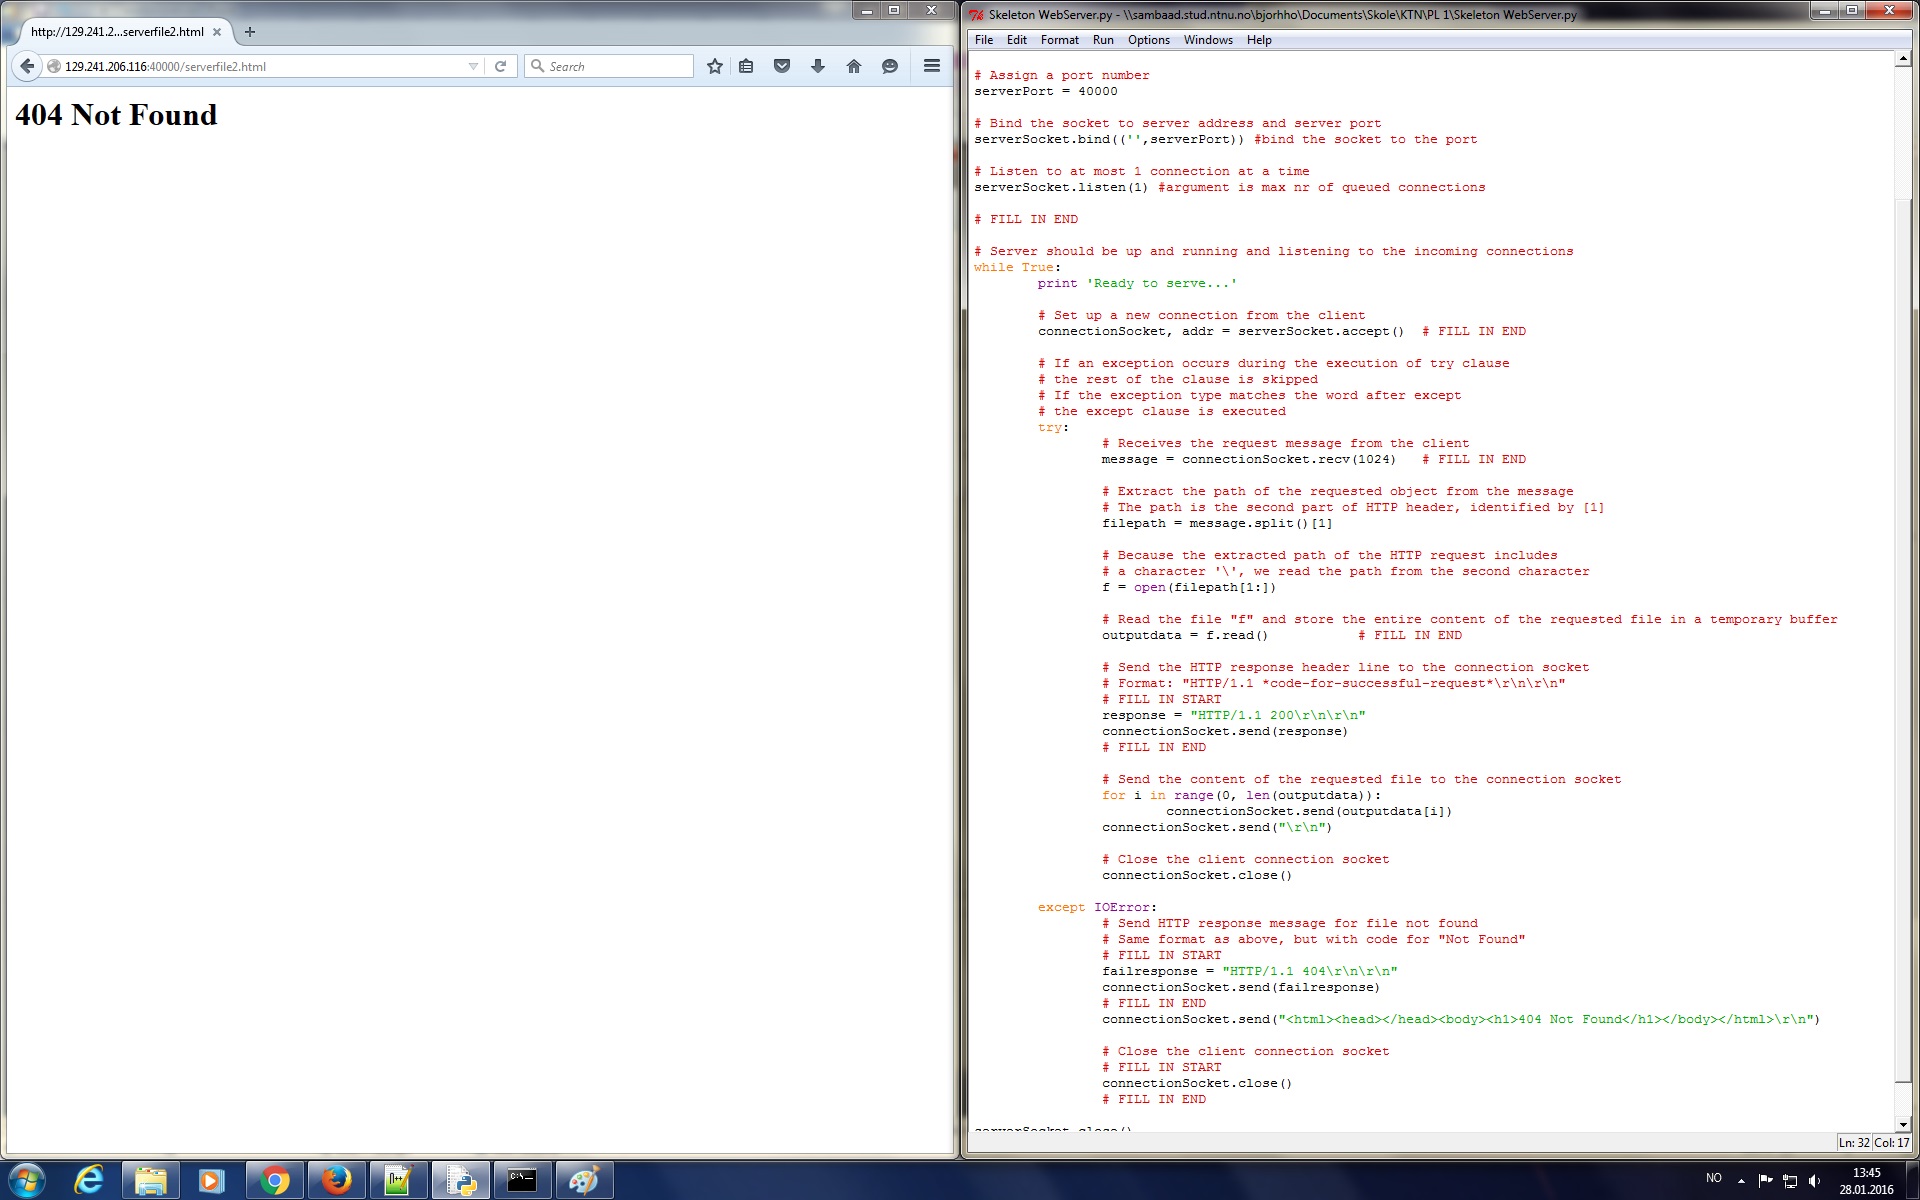 http://129.241.2...serverfile2.html
129.241.206.116:40000/serverfile2.html
Search
404 Not Found
Skeleton WebServer.py - \\sambaad.stud.ntnu.no\bjorhho\Documents\Skole\KTN\PL 1\Skeleton WebServer.py
File Edit Format Run Options Windows Help
# Assign a port number
serverPort = 40000
# Bind the socket to server address and server port
serverSocket.bind(('',serverPort)) #bind the socket to the port
# Listen to at most 1 connection at a time
serverSocket.listen(1) #argument is max nr of queued connections
# FILL IN END
# Server should be up and running and listening to the incoming connections
while True:
print 'Ready to serve...'
# Set up a new connection from the client
connectionSocket, addr = serverSocket.accept() # FILL IN END
# If an exception occurs during the execution of try clause
# the rest of the clause is skipped
# If the exception type matches the word after except
# the except clause is executed
try:
# Receives the request message from the client
message = connectionSocket.recv(1024) # FILL IN END
# Extract the path of the requested object from the message
# The path is the second part of HTTP header, identified by [1]
filepath = message.split()[1]
# Because the extracted path of the HTTP request includes
# a character '\', we read the path from the second character
f = open(filepath[1:])
# Read the file "f" and store the entire content of the requested file in a temporary buffer
outputdata = f.read() # FILL IN END
# Send the HTTP response header line to the connection socket
# Format: "HTTP/1.1 *code-for-successful-request*\r\n\r\n"
# FILL IN START
response = "HTTP/1.1 200\r\n\r\n"
connectionSocket.send(response)
# FILL IN END
# Send the content of the requested file to the connection socket
for i in range(0, len(outputdata)):
connectionSocket.send(outputdata[i])
connectionSocket.send("\r\n")
# Close the client connection socket
connectionSocket.close()
except IOError:
# Send HTTP response message for file not found
# Same format as above, but with code for "Not Found"
# FILL IN START
failresponse = "HTTP/1.1 404\r\n\r\n"
connectionSocket.send(failresponse)
# FILL IN END
connectionSocket.send("<html><head></head><body><h1>404 Not Found</h1></body></html>\r\n")
# Close the client connection socket
# FILL IN START
connectionSocket.close()
# FILL IN END
serverSocket.close()
Ln: 32 Col: 17
NO
13:45
28.01.2016